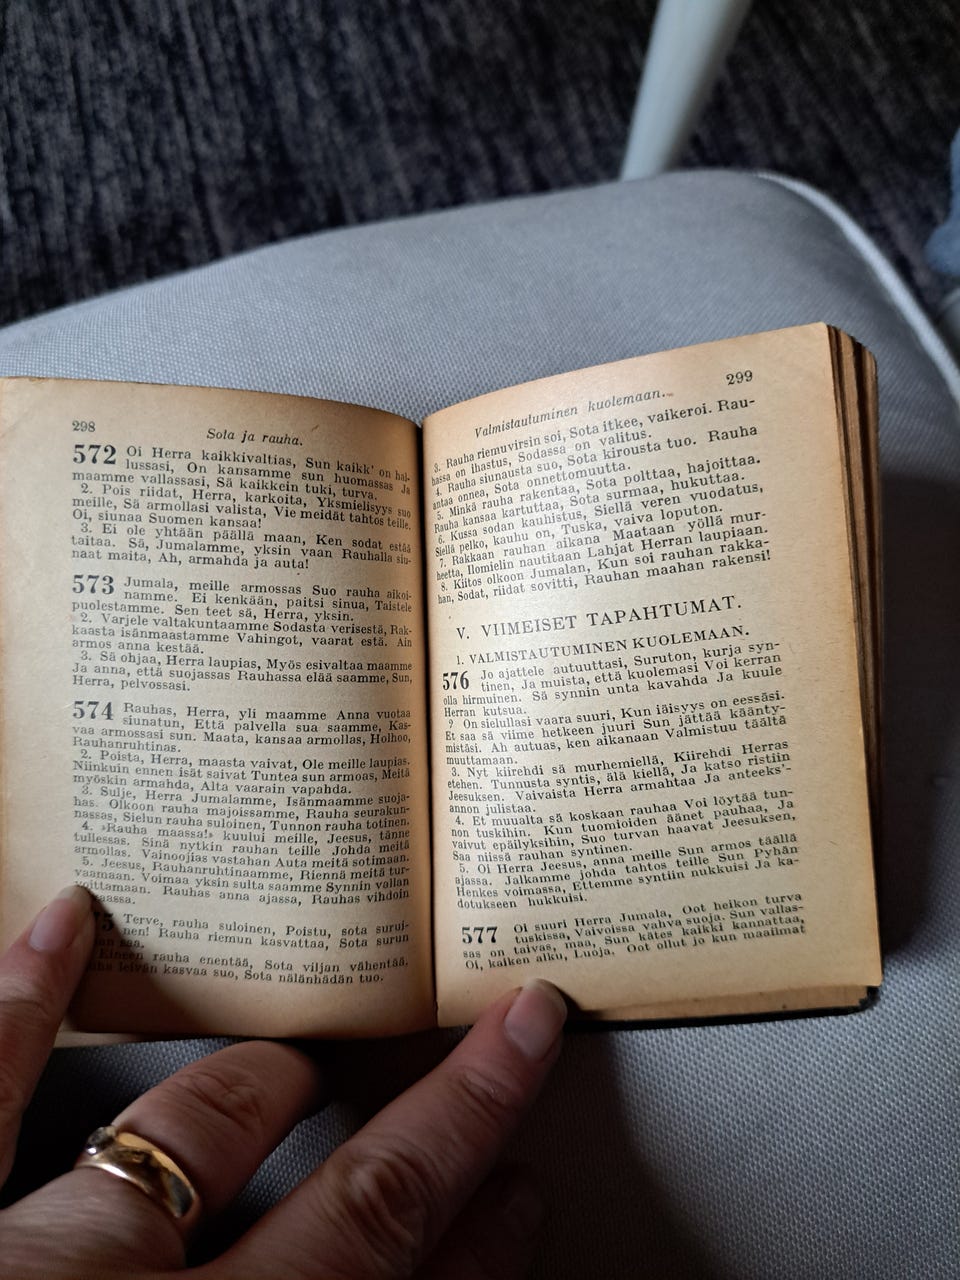 298
Sota ja rauha.
572 Oi Herra kaikkivaltias, Sun kaikk' on hal-
lussasi, On kansamme sun huomassas Ja
maamme vallassasi, Sä kaikkein tuki, turva.
2. Pois riidat, Herra, karkoita, Yksmielisyys suo
meille, Sä armollasi valista, Vie meidät tahtos teille.
Oi, siunaa Suomen kansaa!
3. Ei ole yhtään päällä maan, Ken sodat estää
taitaa. Sä, Jumalamme, yksin vaan Rauhalla siu-
naat maita, Ah, armahda ja auta!
573 Jumala, meille armossas Suo rauha aikoi-
namme. Ei kenkään, paitsi sinua, Taistele
puolestamme. Sen teet sä, Herra, yksin.
2. Varjele valtakuntaamme Sodasta verisestä, Rak-
kaasta isänmaastamme Vahingot, vaarat estä. Ain
armos anna kestää.
3. Sä ohjaa, Herra laupias, Myös esivaltaa maamme
Ja anna, että suojassas Rauhassa elää saamme, Sun,
Herra, pelvossasi.
574 Rauhas, Herra, yli maamme Anna vuotaa
siunatun, Että palvella sua saamme, Kas-
vaa armossasi sun. Maata, kansaa armollas, Holhoo,
Rauhanruhtinas.
2. Poista, Herra, maasta vaivat, Ole meille laupias.
Niinkuin ennen isät saivat Tuntea sun armoas, Meitä
myöskin armahda, Alta vaarain vapahda.
3. Sulje, Herra Jumalamme, Isänmaamme suoja-
has. Olkoon rauha majoissamme, Rauha seurakun-
nassas, Sielun rauha suloinen, Tunnon rauha totinen.
4. »Rauha maassa!» kuului meille, Jeesus, tänne
tullessas. Sinä nytkin rauhan teille Johda meitä
armollas. Vainoojias vastahan Auta meitä sotimaan.
5. Jeesus, Rauhanruhtinaamme, Riennä meitä tur-
vaamaan. Voimaa yksin sulta saamme Synnin vallan
voittamaan. Rauhas anna ajassa, Rauhas vihdoin
Terve, rauha suloinen, Poistu, sota suruj-
nen! Rauha riemun kasvattaa, Sota surun
saa.
rauha enentää, Sota viljan vähentää.
leivän kasvaa suo, Sota nälänhädän tuo.
299
Valmistautuminen kuolemaan.
3. Rauha riemuvirsin soi, Sota itkee, vaikeroi. Rau-
hassa on ihastus, Sodassa on valitus.
4. Rauha siunausta suo, Sota kirousta tuo. Rauha
antaa onnea, Sota onnettomuutta.
5. Minkä rauha rakentaa, Sota polttaa, hajoittaa.
Rauha kansaa kartuttaa, Sota surmaa, hukuttaa.
6. Kussa sodan kauhistus, Siellä veren vuodatus,
Siellä pelko, kauhu on, Tuska, vaiva loputon.
7. Rakkaan rauhan aikana Maataan yöllä mur-
heetta, Ilomielin nautitaan Lahjat Herran laupiaan.
8. Kiitos olkoon Jumalan, Kun soi rauhan rakka-
han, Sodat, riidat sovitti, Rauhan maahan rakensi!
V. VIIMEISET TAPAHTUMAT.
1. VALMISTAUTUMINEN KUOLEMAAN.
576 Jo ajattele autuuttasi, Suruton, kurja syn-
tinen, Ja muista, että kuolemasi Voi kerran
olla hirmuinen. Sä synnin unta kavahda Ja kuule
Herran kutsua.
2 On sielullasi vaara suuri, Kun iäisyys on eessäsi.
Et saa sä viime hetkeen juuri Sun jättää käänty-
mistäsi. Ah autuas, ken aikanaan Valmistuu täältä
muuttamaan.
3. Nyt kiirehdi sä murhemiellä, Kiirehdi Herras
etehen. Tunnusta syntis, älä kiellä, Ja katso ristiin
Jeesuksen. Vaivaista Herra armahtaa Ja anteeks'-
annon julistaa.
4. Et muualta sä koskaan rauhaa Voi löytää tun-
non tuskihin. Kun tuomioiden äänet pauhaa, Ja
vaivut epäilyksihin, Suo turvan haavat Jeesuksen,
Saa niissä rauhan syntinen.
5. Oi Herra Jeesus, anna meille Sun armos täällä
ajassa. Jalkamme johda tahtos teille Sun Pyhän
Henkes voimassa, Ettemme syntiin nukkuisi Ja ka-
dotukseen hukkuisi.
577 Oi suuri Herra Jumala, Oot heikon turva
tuskissa, Vaivoissa vahva suoja. Sun vallas-
sas on taivas, maa, Sun kätes kaikki kannattaa,
Oi, kaiken alku, Luoja. Oot ollut jo kun maailmat